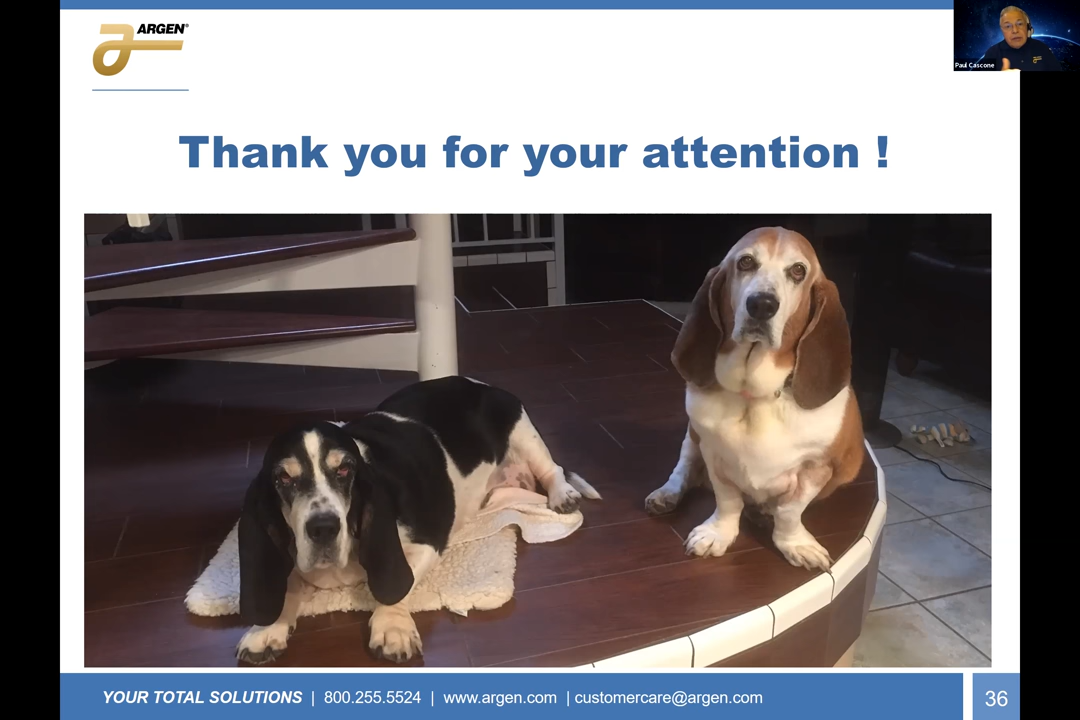 ARGEN®
Paul Cascone
Thank you for your attention !
YOUR TOTAL SOLUTIONS | 800.255.5524 | www.argen.com | customercare@argen.com
36